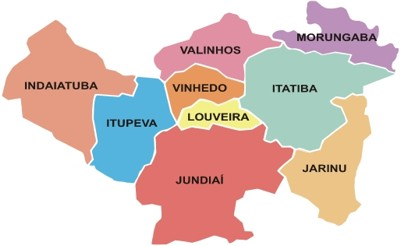 MORUNGABA
VALINHOS
INDAIATUBA
VINHEDO
ITATIBA
ITUPEVA
LOUVEIRA
JARINU
JUNDIAÍ